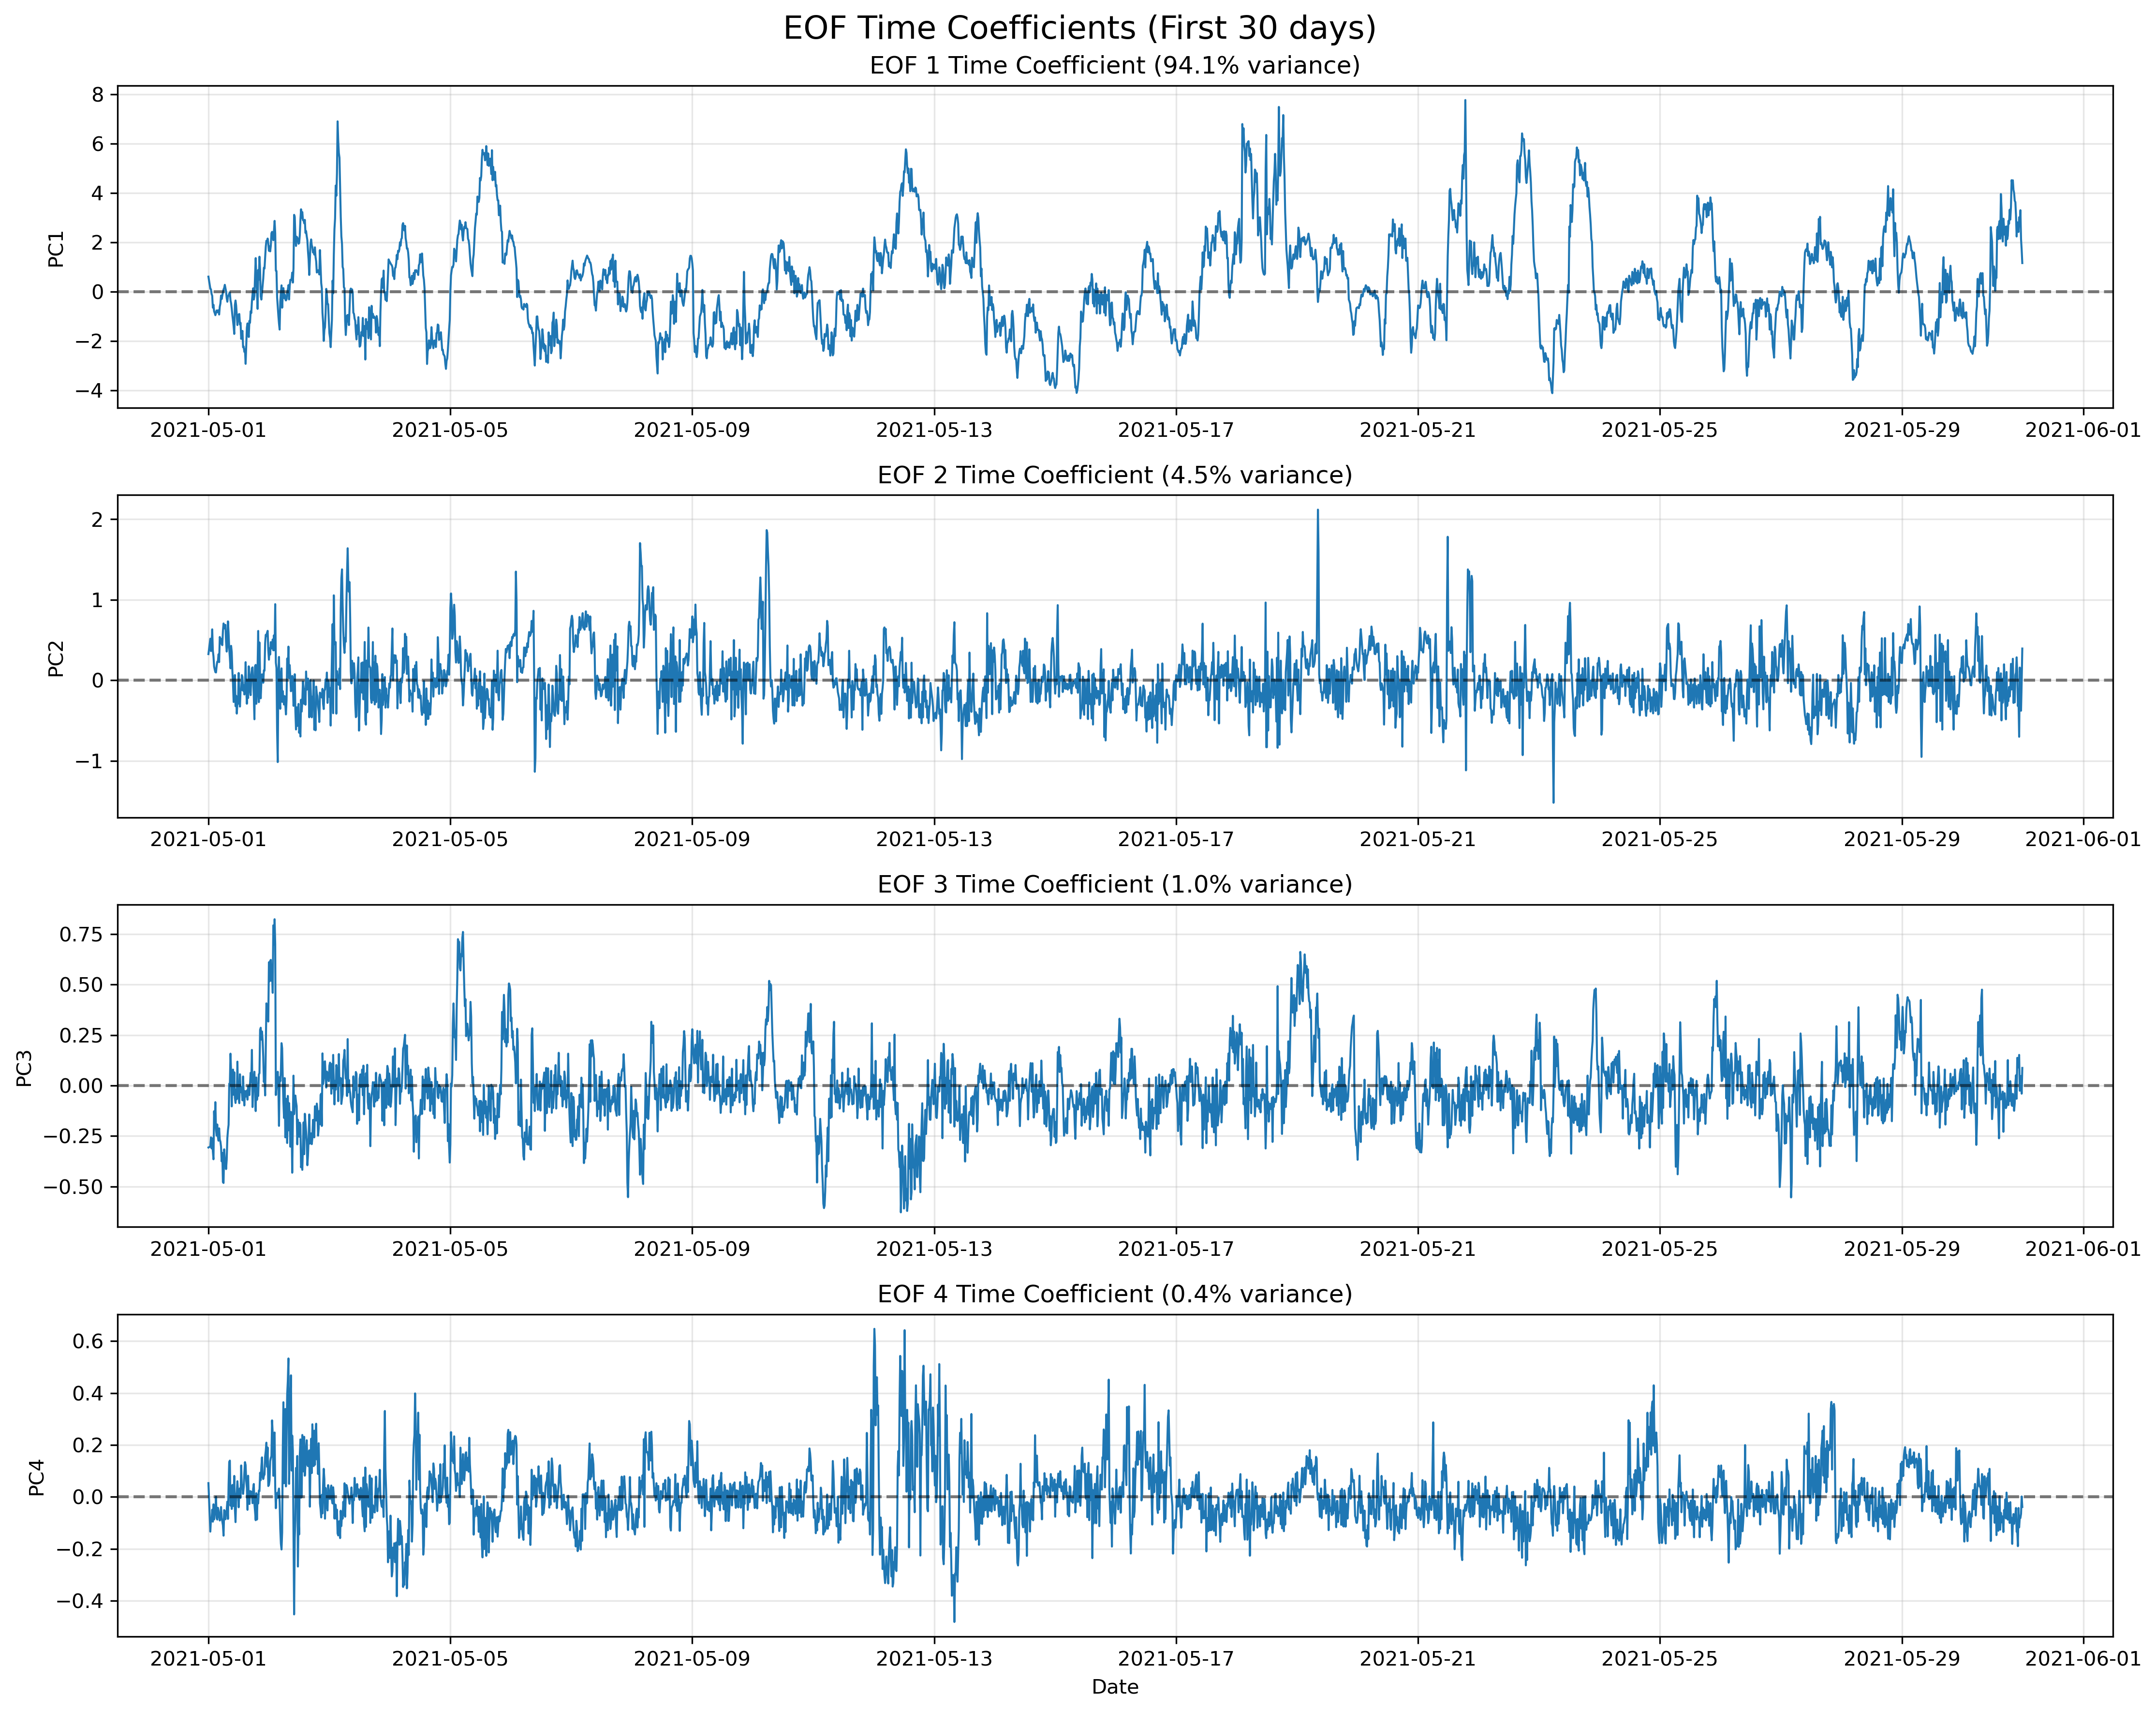 EOF Time Coefficients (First 30 days)
EOF 1 Time Coefficient (94.1% variance)
8
6
4
2
0
−2
−4
PC1
2021-05-01 2021-05-05 2021-05-09 2021-05-13 2021-05-17 2021-05-21 2021-05-25 2021-05-29 2021-06-01
EOF 2 Time Coefficient (4.5% variance)
2
1
0
−1
PC2
2021-05-01 2021-05-05 2021-05-09 2021-05-13 2021-05-17 2021-05-21 2021-05-25 2021-05-29 2021-06-01
EOF 3 Time Coefficient (1.0% variance)
0.75
0.50
0.25
0.00
−0.25
−0.50
PC3
2021-05-01 2021-05-05 2021-05-09 2021-05-13 2021-05-17 2021-05-21 2021-05-25 2021-05-29 2021-06-01
EOF 4 Time Coefficient (0.4% variance)
0.6
0.4
0.2
0.0
−0.2
−0.4
PC4
2021-05-01 2021-05-05 2021-05-09 2021-05-13 2021-05-17 2021-05-21 2021-05-25 2021-05-29 2021-06-01
Date